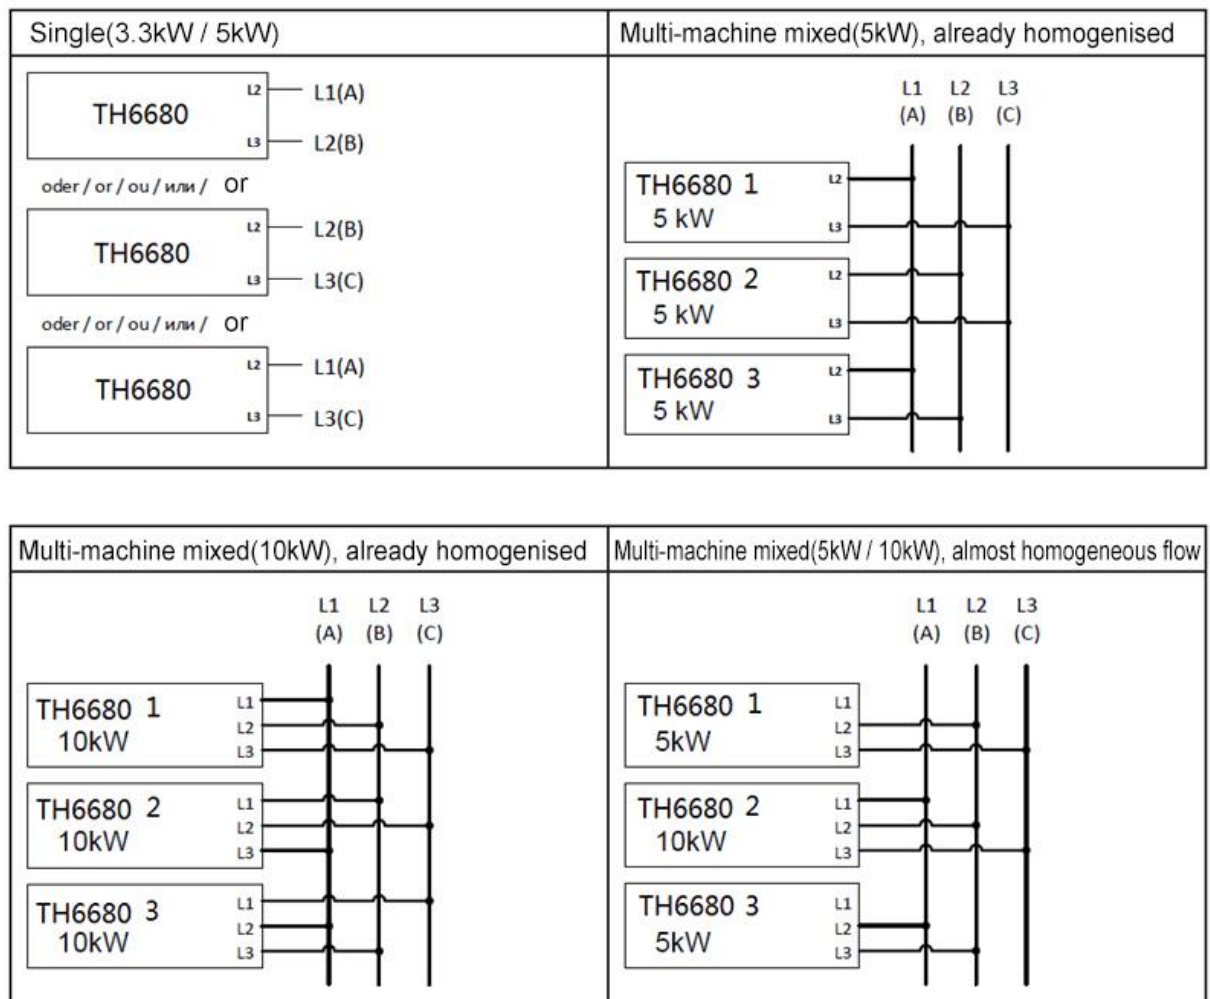 Single(3.3kW / 5kW)
TH6680
L2
L1(A)
L3
L2(B)
oder / or / ou / или / or
TH6680
L2
L2(B)
L3
L3(C)
oder / or / ou / или / or
TH6680
L2
L1(A)
L3
L3(C)
Multi-machine mixed(5kW), already homogenised
L1 L2 L3
(A) (B) (C)
TH6680 1
5 kW
L2
L3
TH6680 2
5 kW
L2
L3
TH6680 3
5 kW
L2
L3
Multi-machine mixed(10kW), already homogenised
L1 L2 L3
(A) (B) (C)
TH6680 1
10kW
L1
L2
L3
TH6680 2
10kW
L1
L2
L3
TH6680 3
10kW
L1
L2
L3
Multi-machine mixed(5kW / 10kW), almost homogeneous flow
L1 L2 L3
(A) (B) (C)
TH6680 1
5kW
L1
L2
L3
TH6680 2
10kW
L1
L2
L3
TH6680 3
5kW
L1
L2
L3